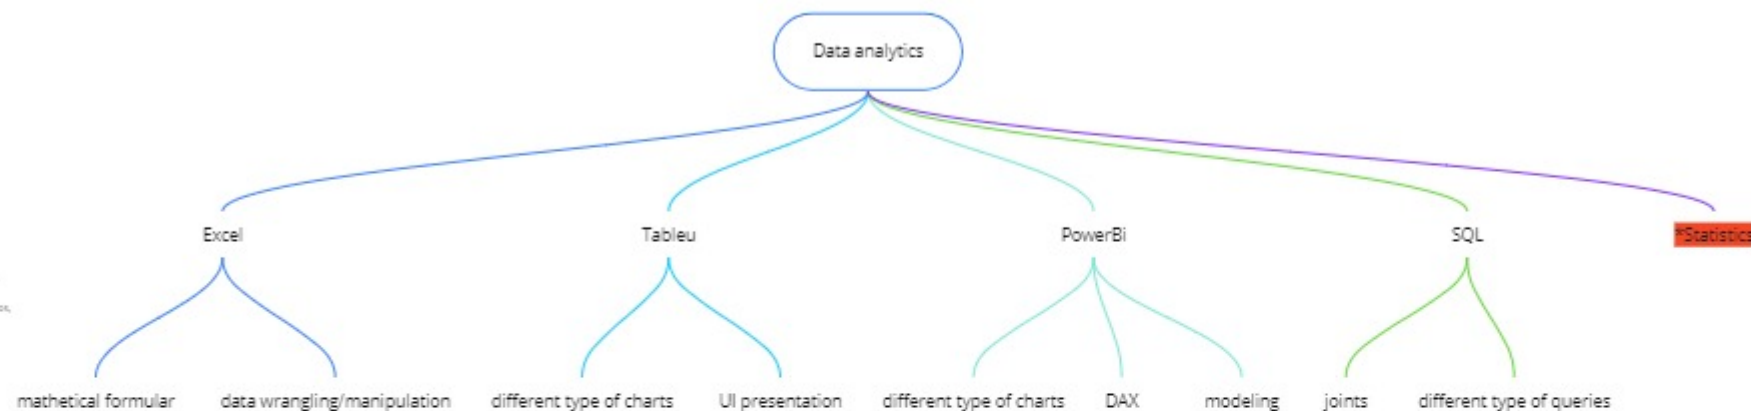 Data analytics
Excel
Tableu
PowerBi
SQL
*Statistics
mathetical formular
data wrangling/manipulation
different type of charts
UI presentation
different type of charts
DAX
modeling
joints
different type of queries